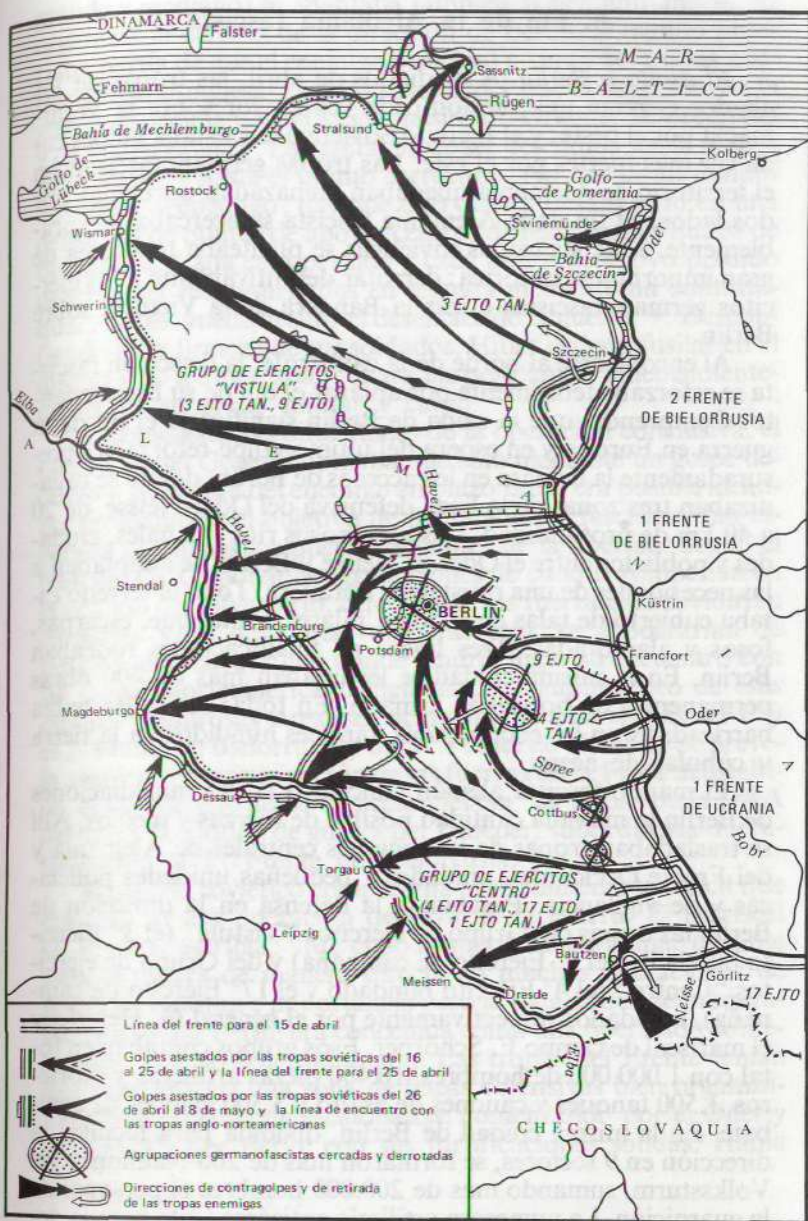 DINAMARCA
Falster
Fehmarn
MAR
BÁLTICO
Sassnitz
Rügen
Bahía de Mechlemburgo
Stralsund
Kolberg
Golfo de
Lübeck
Rostock
Golfo
de Pomerania
Wismar
Swinemünde
Oder
Bahía
de Szczecin
Schwerin
3 EJTO TAN.
Szczecin
GRUPO DE EJERCITOS
"VISTULA"
(3 EJTO TAN., 9 EJTO)
2 FRENTE
DE BIELORRUSIA
Elba
A L E M A N
Havel
Havel
1 FRENTE
DE BIELORRUSIA
Stendal
Küstrin
BERLIN
Brandenburg
Potsdam
Francfort
9 EJTO,
4 EJTO
TAN.
Magdeburgo
Oder
Spree
1 FRENTE
DE UCRANIA
Dessau
Cottbus
Bobr
Torgau
GRUPO DE EJERCITOS
"CENTRO"
(4 EJTO TAN., 17 EJTO,
1 EJTO TAN.)
Leipzig
Bautzen
Görlitz
Meissen
Dresde
Neisse
17 EJTO
Elba
CHECOSLOVAQUIA
Línea del frente para el 15 de abril
Golpes asestados por las tropas soviéticas del 16
al 25 de abril y la línea del frente para el 25 de abril
Golpes asestados por las tropas soviéticas del 26
de abril al 8 de mayo y la línea de encuentro con
las tropas anglo-norteamericanas
Agrupaciones germanofascistas cercadas y derrotadas
Direcciones de contragolpes y de retirada
de las tropas enemigas